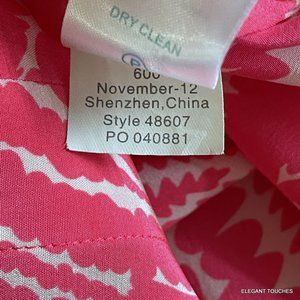 DRY CLEAN
600
November-12
Shenzhen,China
Style 48607
PO 040881
ELEGANT TOUCHES